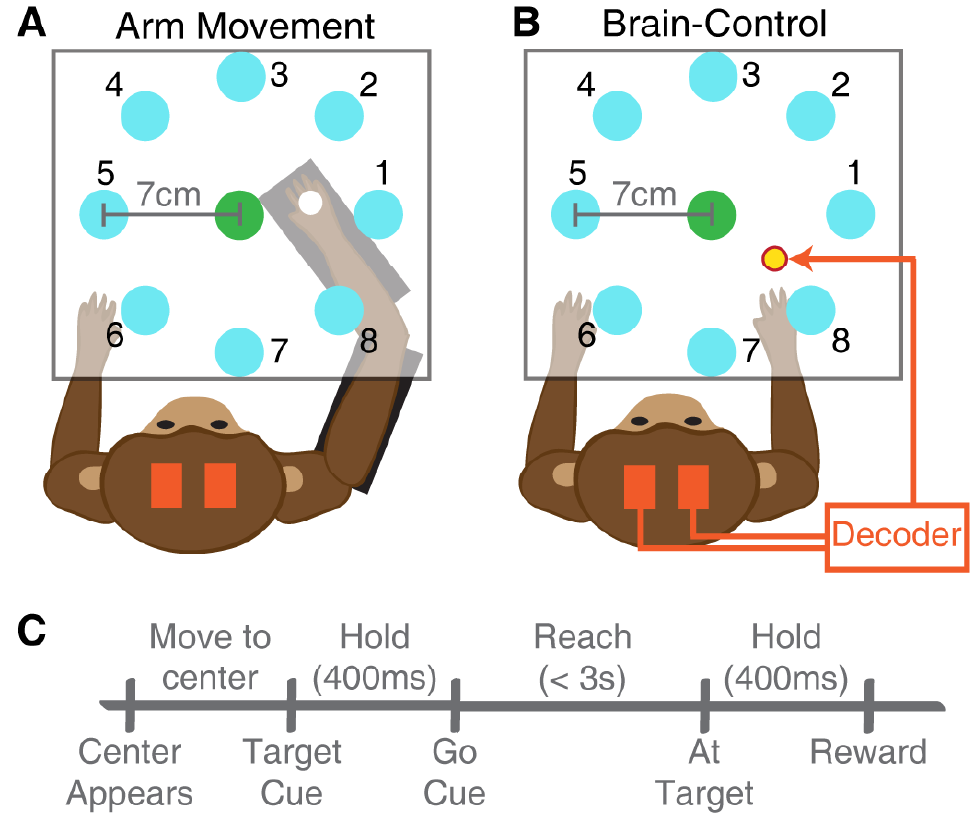 A
Arm Movement
4
3
2
5
1
7cm
6
7
8
B
Brain-Control
4
3
2
5
1
7cm
6
7
8
Decoder
C
Move to
center
Hold
(400ms)
Reach
(< 3s)
Hold
(400ms)
Center
Appears
Target
Cue
Go
Cue
At
Target
Reward